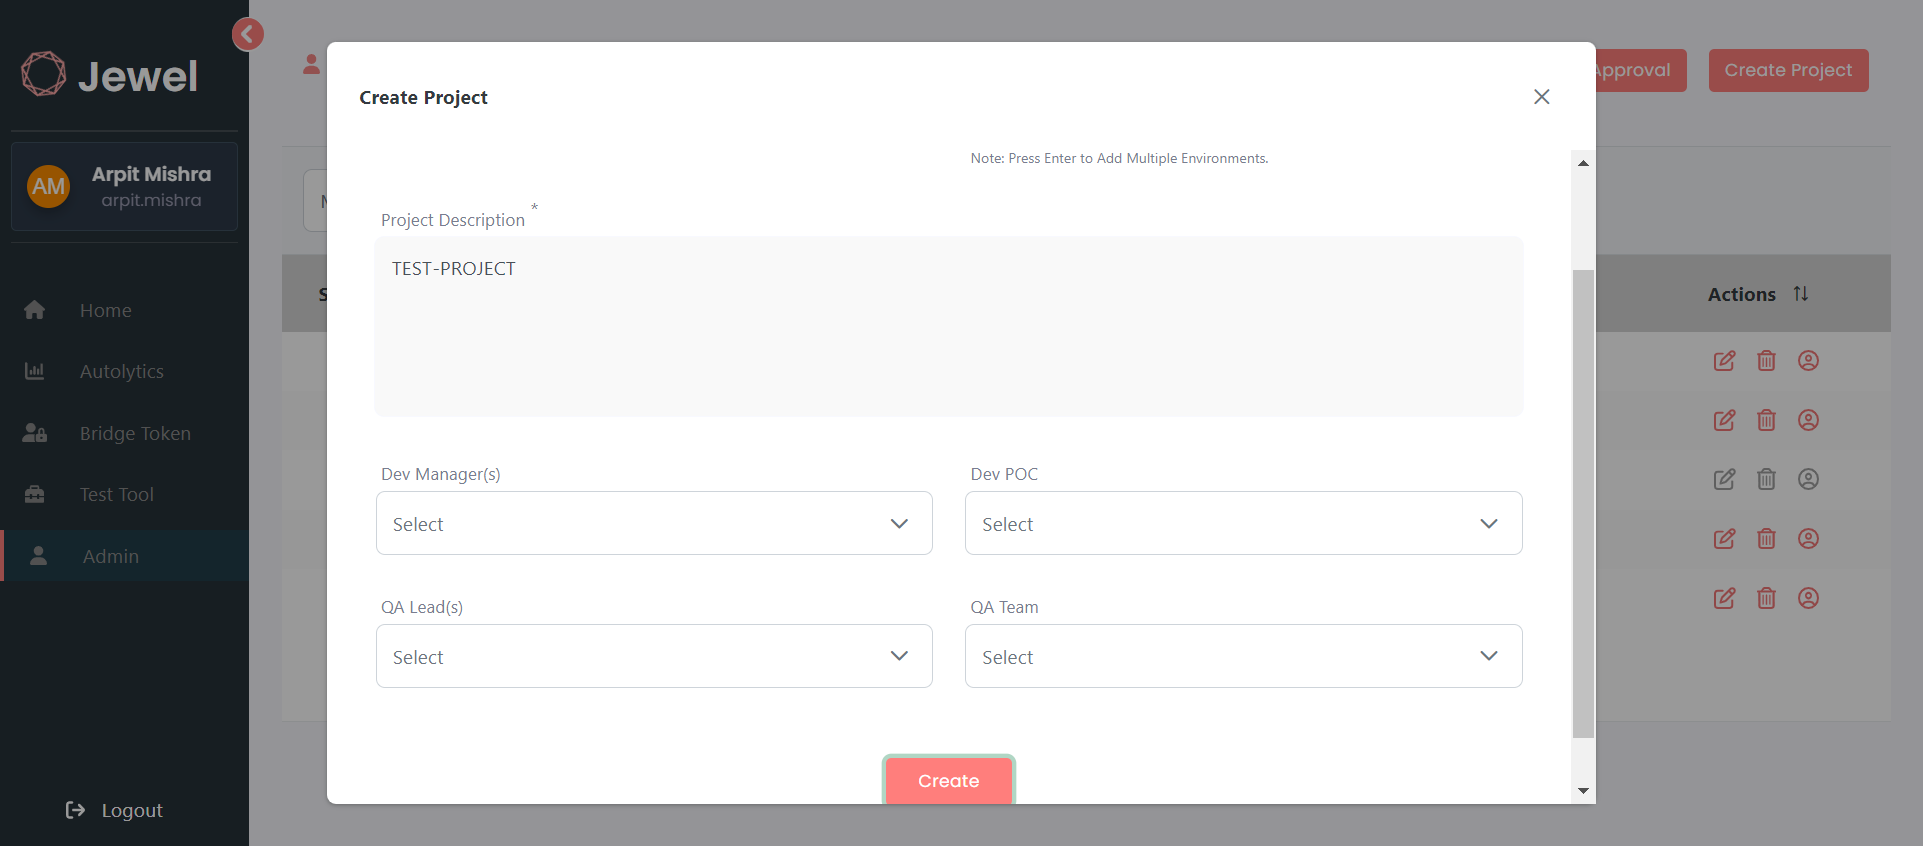 Jewel
AM
Arpit Mishra
arpit.mishra
Home
Autolytics
Bridge Token
Test Tool
Admin
Logout
Approval
Create Project
Create Project
Note: Press Enter to Add Multiple Environments.
Project Description *
TEST-PROJECT
Actions
Dev Manager(s)
Dev POC
Select
Select
QA Lead(s)
QA Team
Select
Select
Create